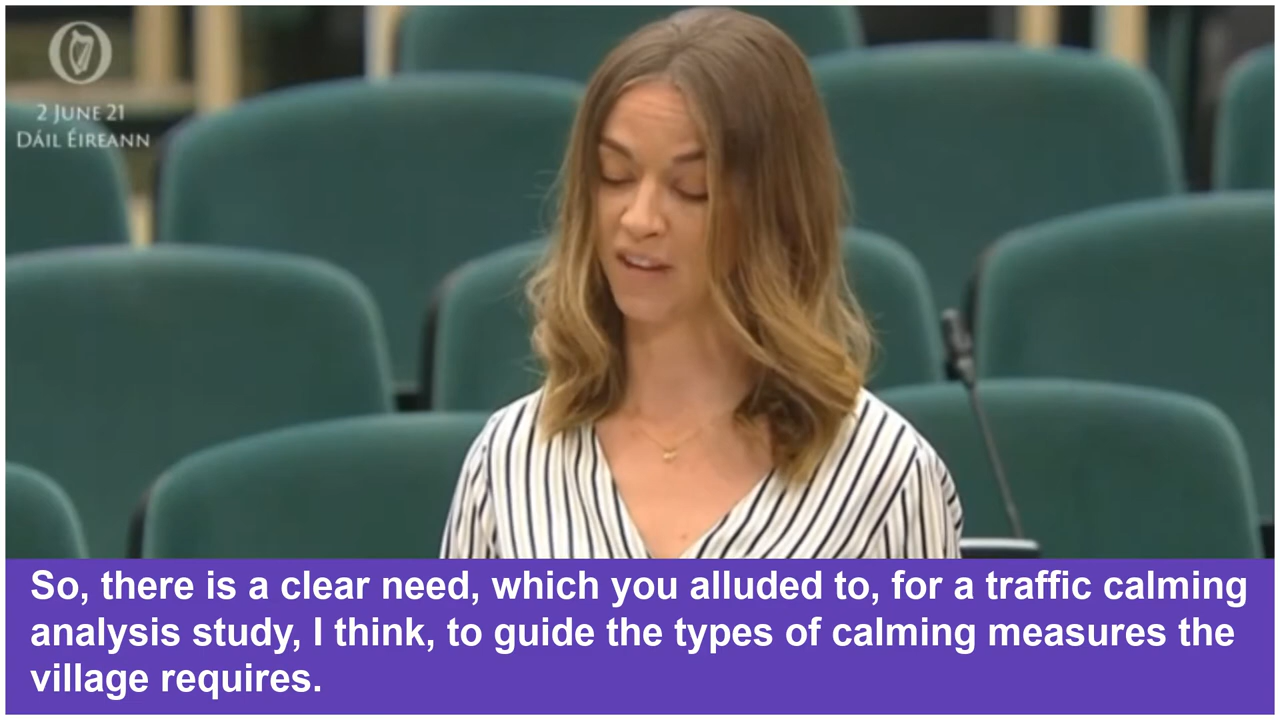 2 JUNE 21
DÁIL ÉIREANN
So, there is a clear need, which you alluded to, for a traffic calming
analysis study, I think, to guide the types of calming measures the
village requires.